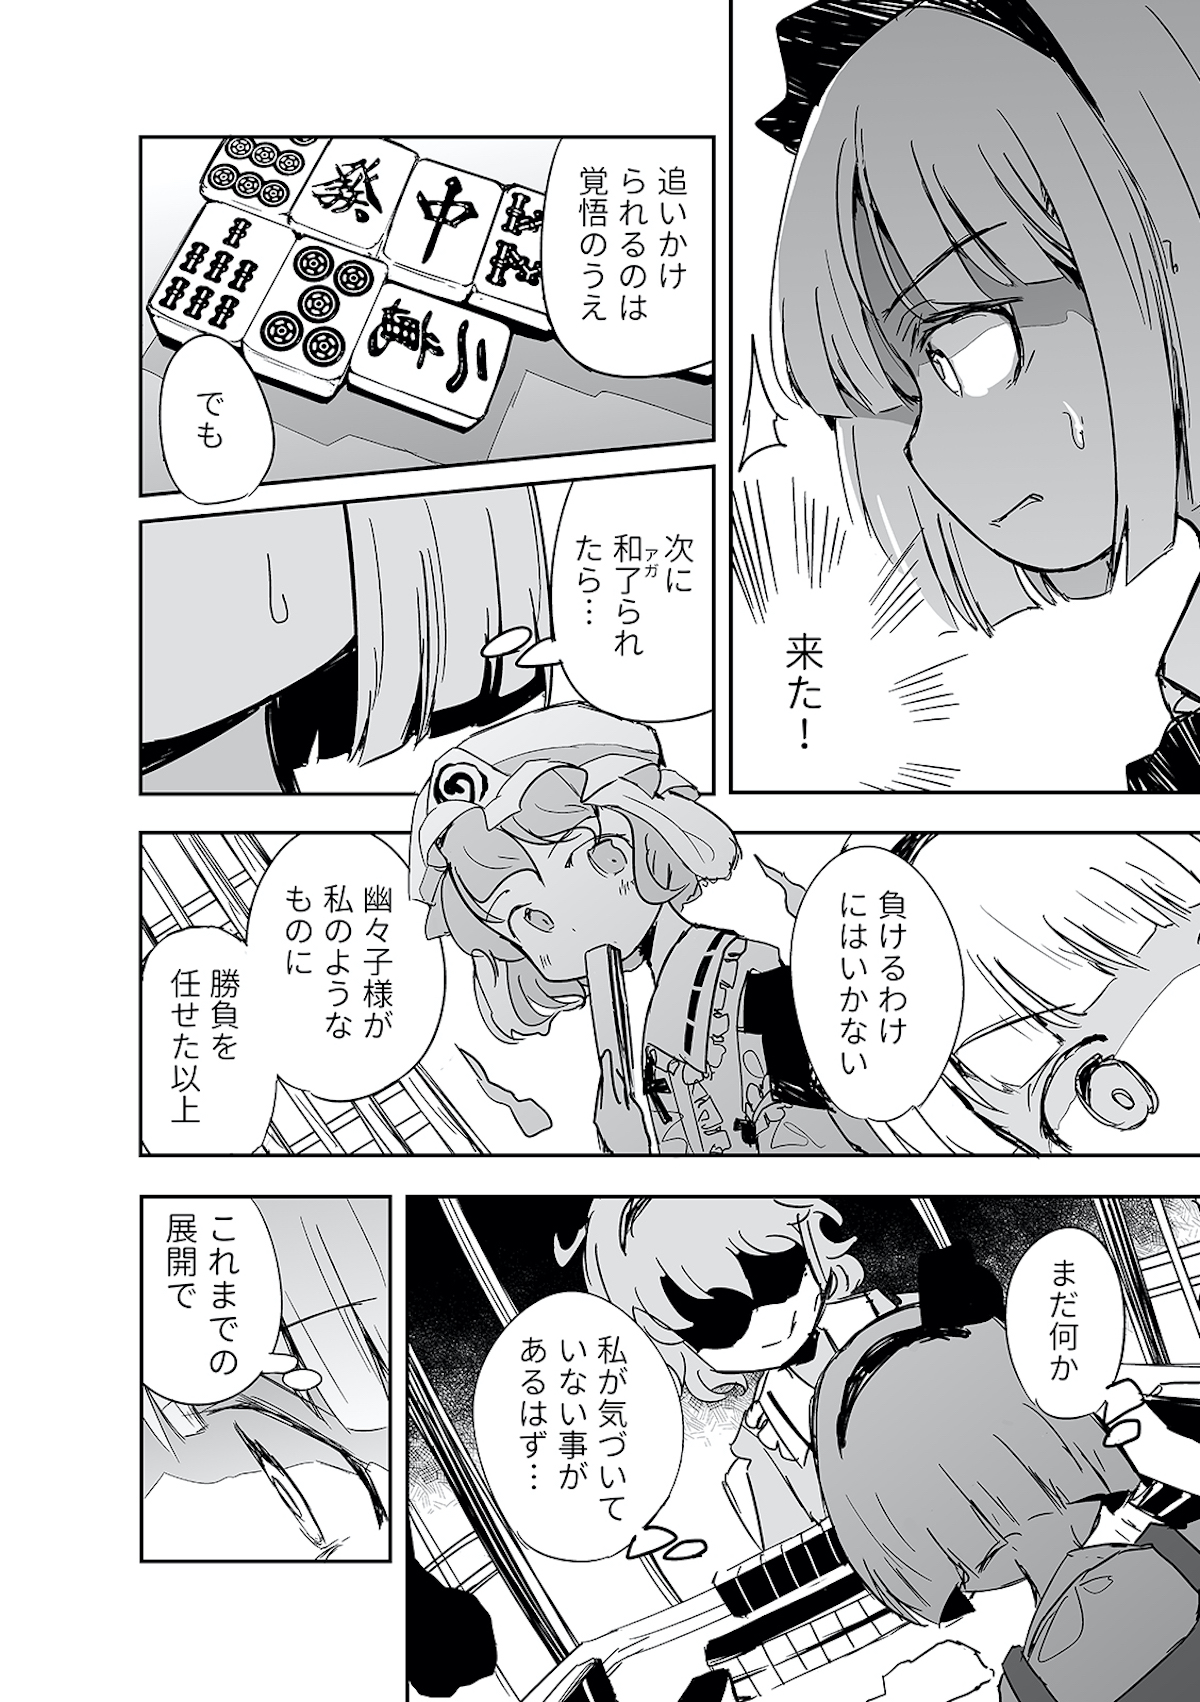 来た！
追いかけ
られるのは
覚悟のうえ
發
中
二萬
でも
次に
和了られ
アガ
たら…
負けるわけ
にはいかない
幽々子様が
私のような
ものに
勝負を
任せた以上
まだ何か
私が気づいて
いない事が
あるはず…
これまでの
展開で